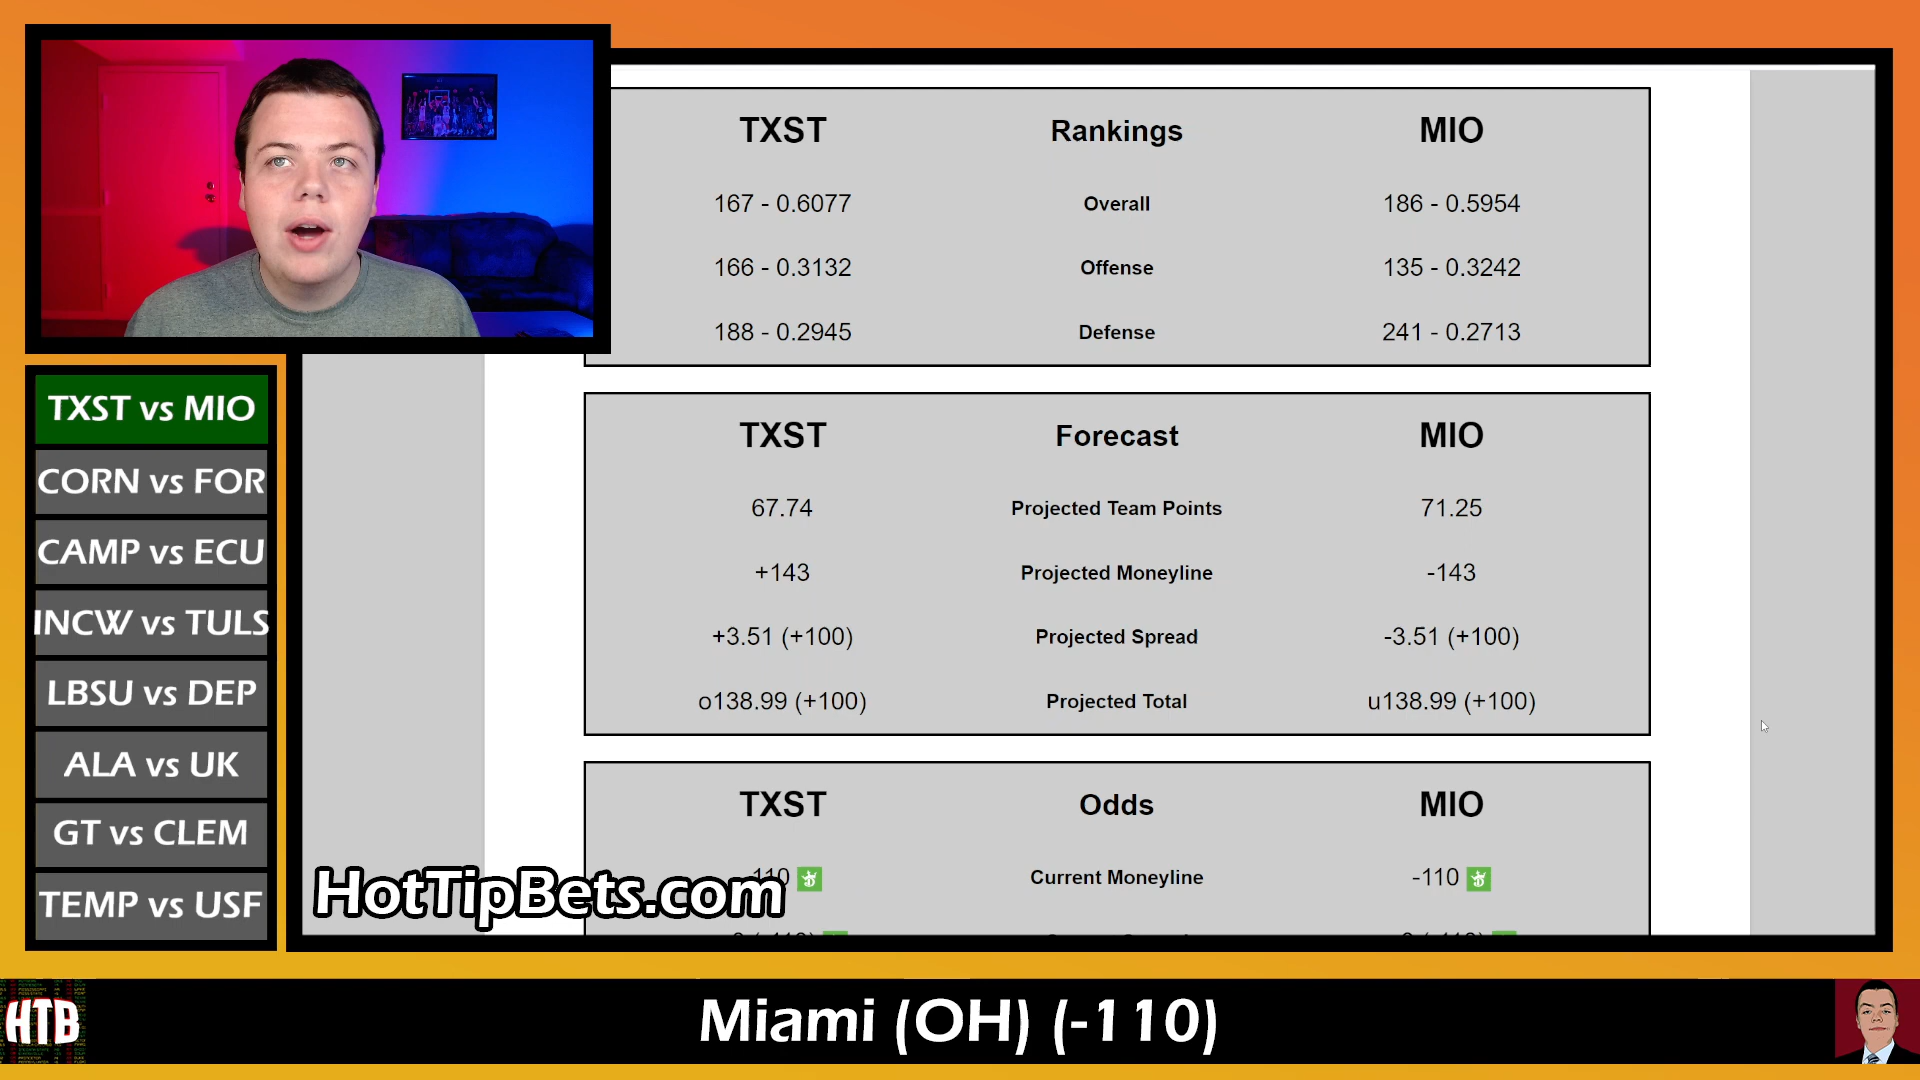 TXST Rankings MIO
167 - 0.6077 Overall 186 - 0.5954
166 - 0.3132 Offense 135 - 0.3242
188 - 0.2945 Defense 241 - 0.2713
TXST Forecast MIO
67.74 Projected Team Points 71.25
+143 Projected Moneyline -143
+3.51 (+100) Projected Spread -3.51 (+100)
o138.99 (+100) Projected Total u138.99 (+100)
TXST Odds MIO
-110 Current Moneyline -110
TXST vs MIO
CORN vs FOR
CAMP vs ECU
INCW vs TULS
LBSU vs DEP
ALA vs UK
GT vs CLEM
TEMP vs USF
HotTipBets.com
HTB
Miami (OH) (-110)